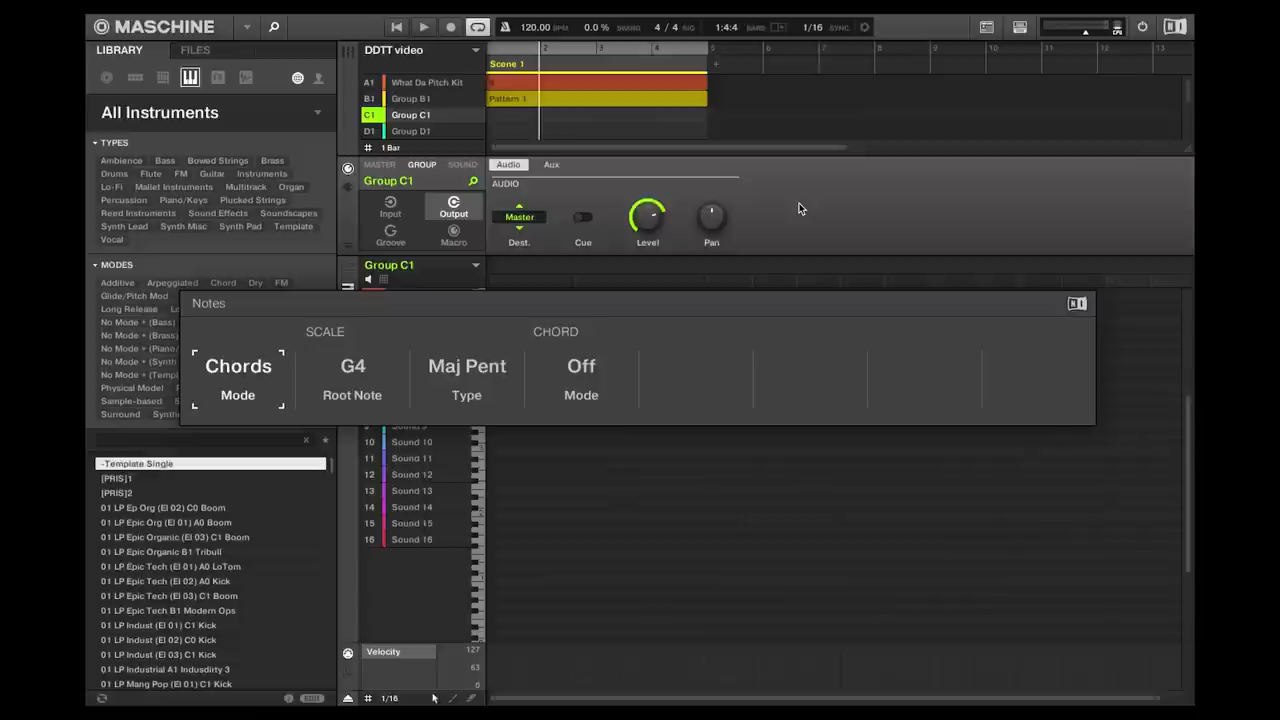 MASCHINE
120.00 BPM 0.0 % SWING 4 / 4 SIG 1:4:4 BARS 1/16 SYNC
LIBRARY FILES
All Instruments
TYPES
Ambience Bass Bowed Strings Brass
Drums Flute FM Guitar Instruments
Lo-Fi Mallet Instruments Multitrack Organ
Percussion Piano/Keys Plucked Strings
Reed Instruments Sound Effects Soundscapes
Synth Lead Synth Misc Synth Pad Template
Vocal
MODES
Additive Arpeggiated Chord Dry FM
Glide/Pitch Mod
Long Release
No Mode + (Bass)
No Mode + (Brass)
No Mode + (Piano/
No Mode + (Synth
No Mode + (Templ
Physical Model
Sample-based
Surround Synth
-Template Single
[PRIS]1
[PRIS]2
01 LP Ep Org (El 02) C0 Boom
01 LP Epic Org (El 01) A0 Boom
01 LP Epic Organic (El 03) C1 Boom
01 LP Epic Organic B1 Tribull
01 LP Epic Tech (El 01) A0 LoTom
01 LP Epic Tech (El 02) A0 Kick
01 LP Epic Tech (El 03) C1 Boom
01 LP Epic Tech B1 Modern Ops
01 LP Indust (El 01) C1 Kick
01 LP Indust (El 02) C0 Kick
01 LP Indust (El 03) C1 Kick
01 LP Industrial A1 Indusdirty 3
01 LP Mang Pop (El 01) C1 Kick
DDTT video
2 3 4 5 6 7 8 9 10 11 12 13
Scene 1
A1 What Da Pitch Kit
B1 Group B1 Pattern 1
C1 Group C1
D1 Group D1
1 Bar
MASTER GROUP SOUND
Group C1
Input Output
Groove Macro
Audio Aux
AUDIO
Master
Dest. Cue Level Pan
Group C1
Notes
SCALE CHORD
Chords G4 Maj Pent Off
Mode Root Note Type Mode
10 Sound 10
11 Sound 11
12 Sound 12
13 Sound 13
14 Sound 14
15 Sound 15
16 Sound 16
Velocity 127
63
0
1/16